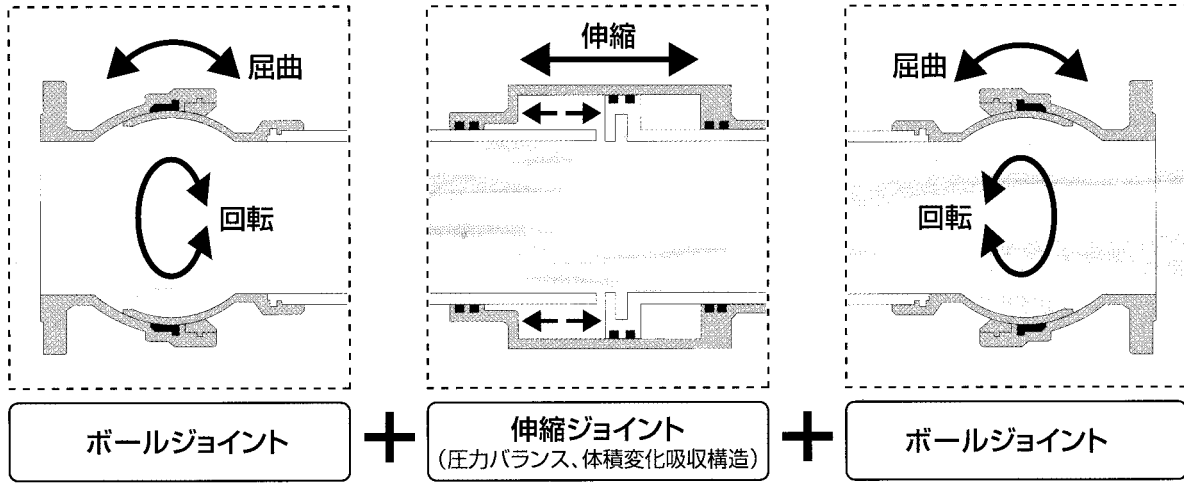 屈曲
回転
ボールジョイント
+
伸縮
伸縮ジョイント
(圧力バランス、体積変化吸収構造)
+
屈曲
回転
ボールジョイント